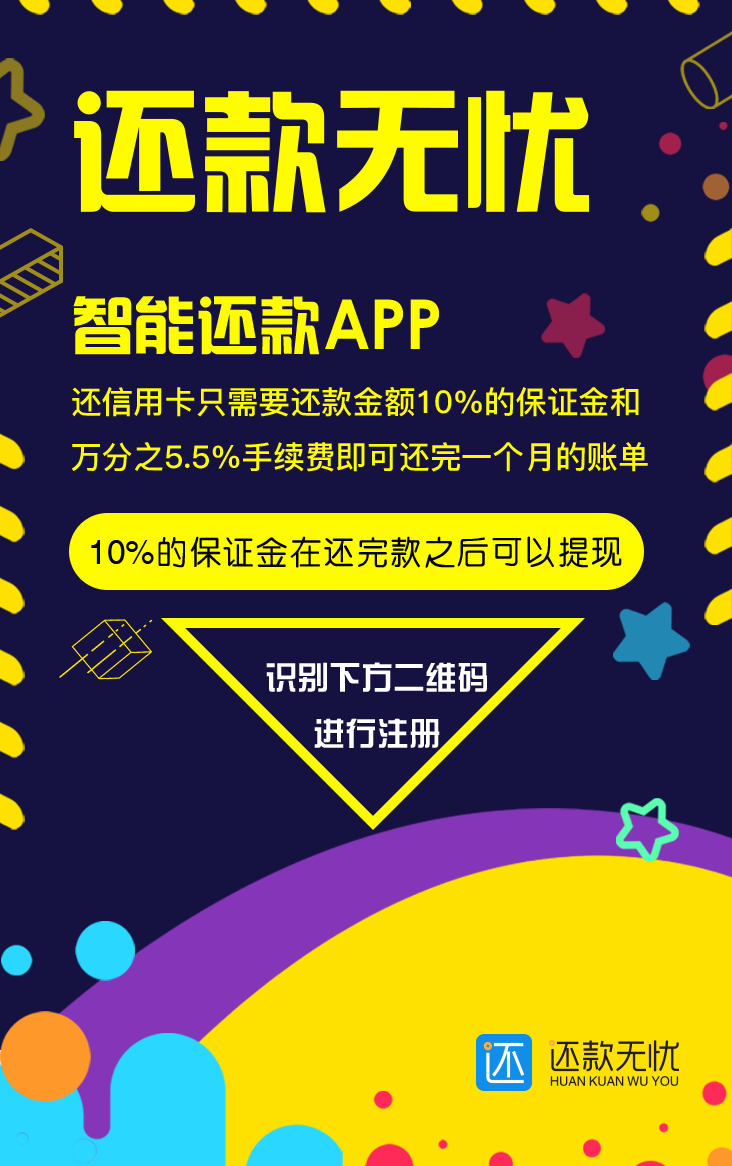 还款无忧
智能还款APP
还信用卡只需要还款金额10%的保证金和
万分之5.5%手续费即可还完一个月的账单
10%的保证金在还完款之后可以提现
识别下方二维码
进行注册
还 还款无忧
HUAN KUAN WU YOU